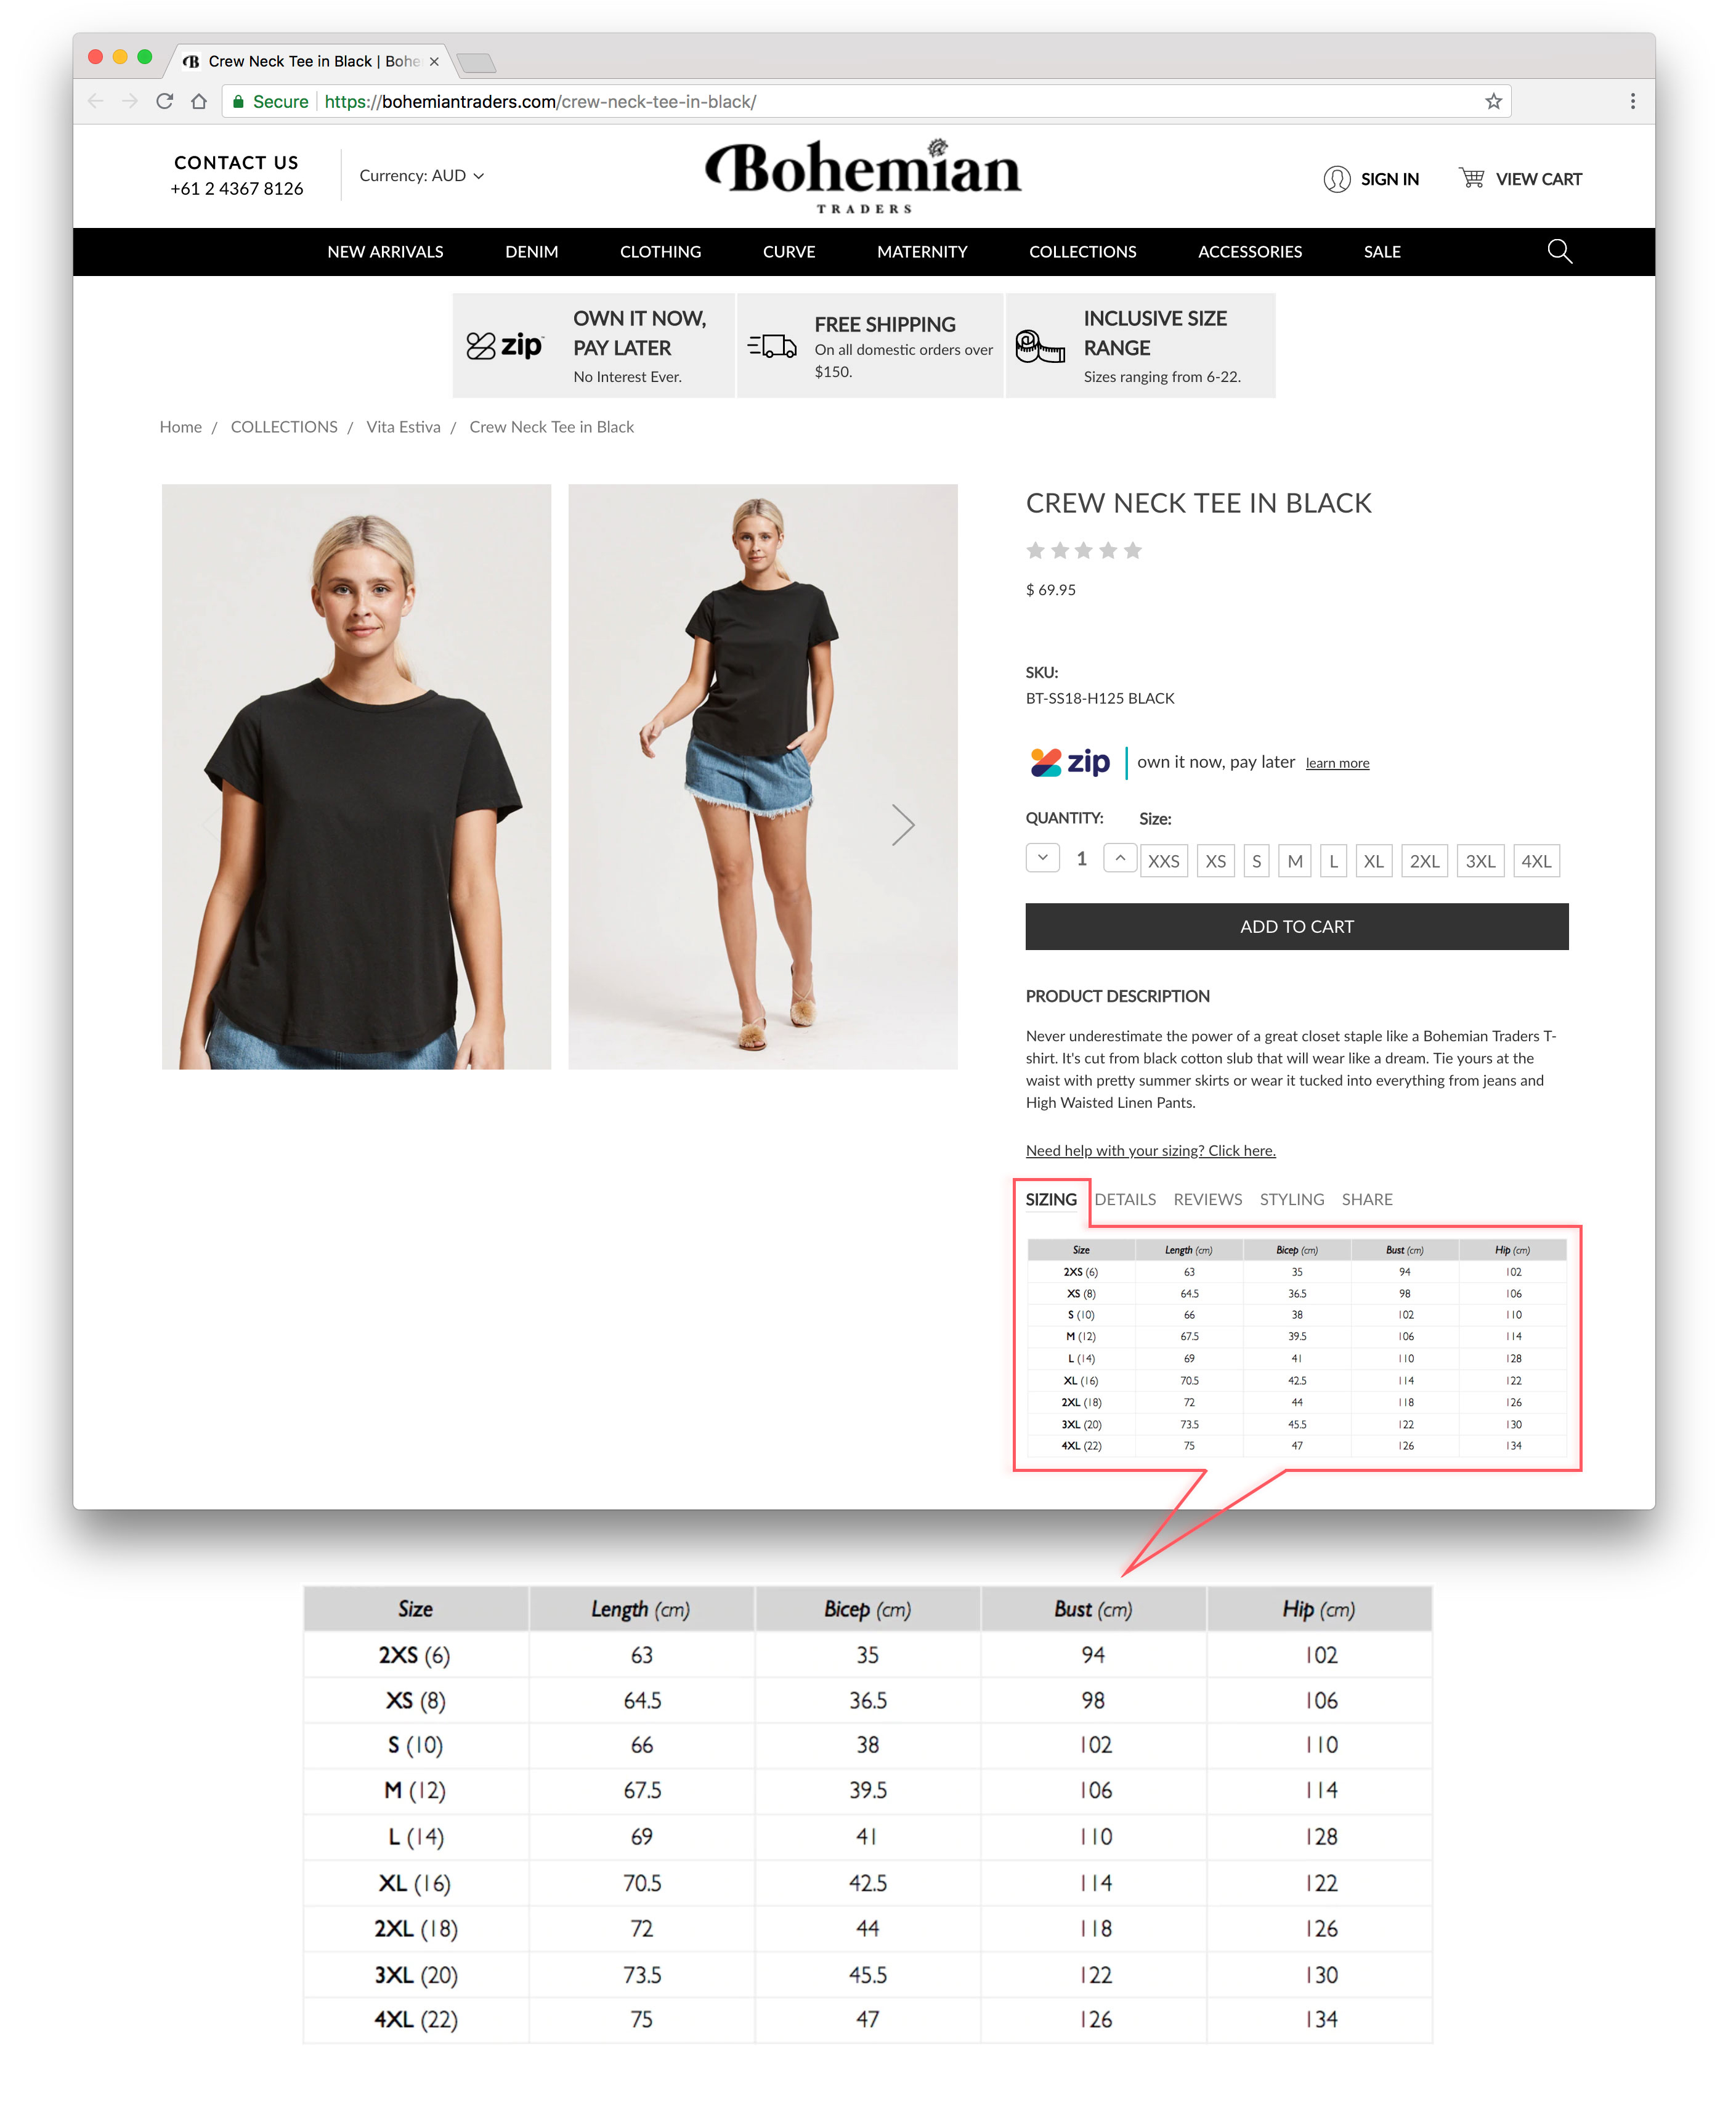 Crew Neck Tee in Black | Bohe
Secure https://bohemiantraders.com/crew-neck-tee-in-black/
CONTACT US
+61 2 4367 8126
Currency: AUD
Bohemian
TRADERS
SIGN IN
VIEW CART
NEW ARRIVALS DENIM CLOTHING CURVE MATERNITY COLLECTIONS ACCESSORIES SALE
zip
OWN IT NOW,
PAY LATER
No Interest Ever.
FREE SHIPPING
On all domestic orders over
$150.
INCLUSIVE SIZE
RANGE
Sizes ranging from 6-22.
Home / COLLECTIONS / Vita Estiva / Crew Neck Tee in Black
CREW NECK TEE IN BLACK
$ 69.95
SKU:
BT-SS18-H125 BLACK
zip own it now, pay later learn more
QUANTITY: Size:
1 XXS XS S M L XL 2XL 3XL 4XL
ADD TO CART
PRODUCT DESCRIPTION
Never underestimate the power of a great closet staple like a Bohemian Traders T-
shirt. It's cut from black cotton slub that will wear like a dream. Tie yours at the
waist with pretty summer skirts or wear it tucked into everything from jeans and
High Waisted Linen Pants.
Need help with your sizing? Click here.
SIZING DETAILS REVIEWS STYLING SHARE
Size Length (cm) Bicep (cm) Bust (cm) Hip (cm)
2XS (6) 63 35 94 102
XS (8) 64.5 36.5 98 106
S (10) 66 38 102 110
M (12) 67.5 39.5 106 114
L (14) 69 41 110 128
XL (16) 70.5 42.5 114 122
2XL (18) 72 44 118 126
3XL (20) 73.5 45.5 122 130
4XL (22) 75 47 126 134
Size Length (cm) Bicep (cm) Bust (cm) Hip (cm)
2XS (6) 63 35 94 102
XS (8) 64.5 36.5 98 106
S (10) 66 38 102 110
M (12) 67.5 39.5 106 114
L (14) 69 41 110 128
XL (16) 70.5 42.5 114 122
2XL (18) 72 44 118 126
3XL (20) 73.5 45.5 122 130
4XL (22) 75 47 126 134